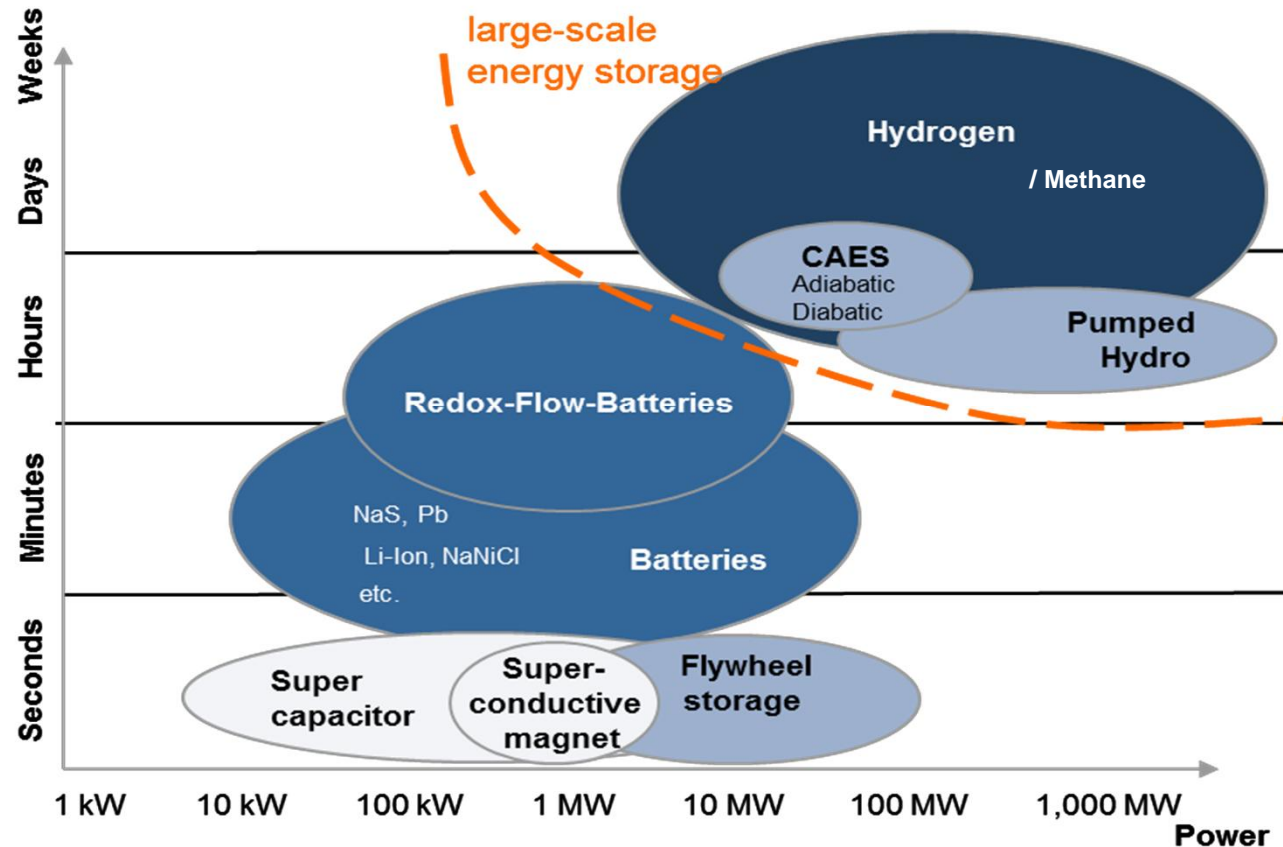 large-scale
energy storage
Weeks
Days
Hours
Minutes
Seconds
Hydrogen
/ Methane
CAES
Adiabatic
Diabatic
Pumped
Hydro
Redox-Flow-Batteries
NaS, Pb
Li-Ion, NaNiCl
etc.
Batteries
Super
capacitor
Super-
conductive
magnet
Flywheel
storage
1 kW 10 kW 100 kW 1 MW 10 MW 100 MW 1,000 MW
Power